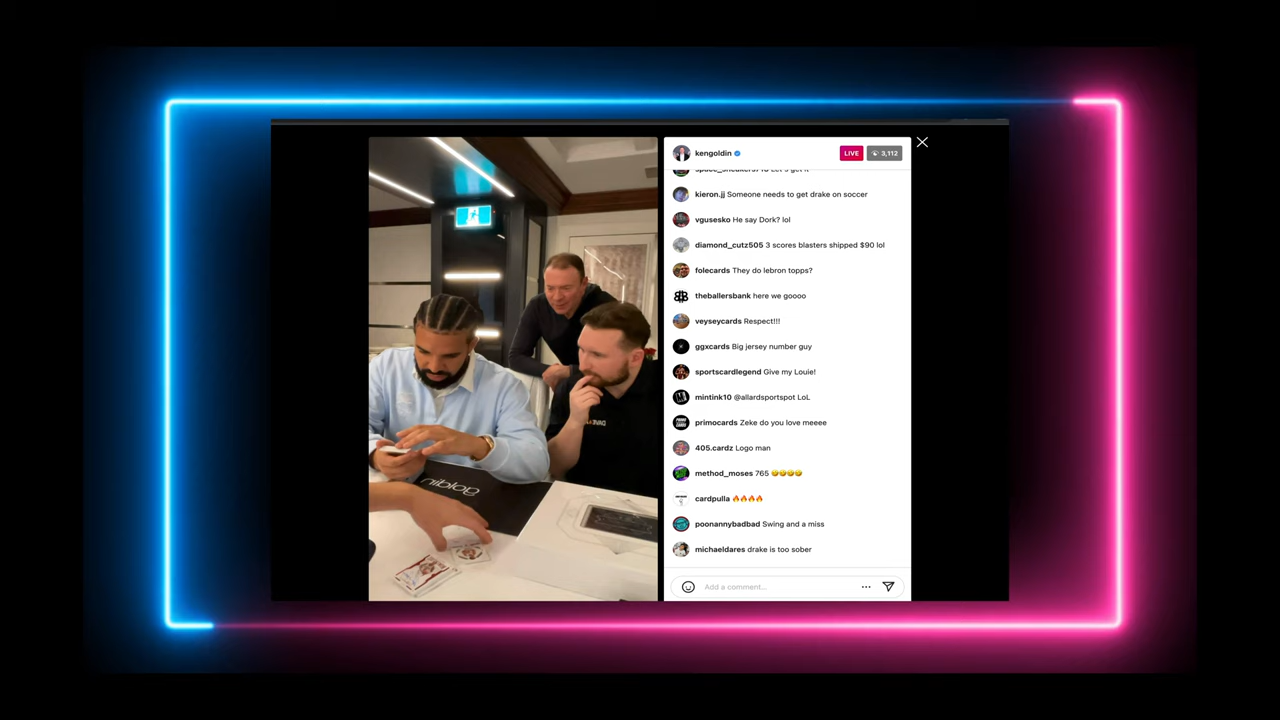 kengoldin
LIVE
3,112
kieron.jj Someone needs to get drake on soccer
vgusesko He say Dork? lol
diamond_cutz505 3 scores blasters shipped $90 lol
folecards They do lebron topps?
theballersbank here we goooo
veyseycards Respect!!!
ggxcards Big jersey number guy
sportscardlegend Give my Louie!
mintink10 @allardsportspot LoL
primocards Zeke do you love meeee
405.cardz Logo man
method_moses 765 🤣🤣🤣🤣
cardpulla 🔥🔥🔥🔥
poonannybadbad Swing and a miss
michaeldares drake is too sober
Add a comment...
goldin